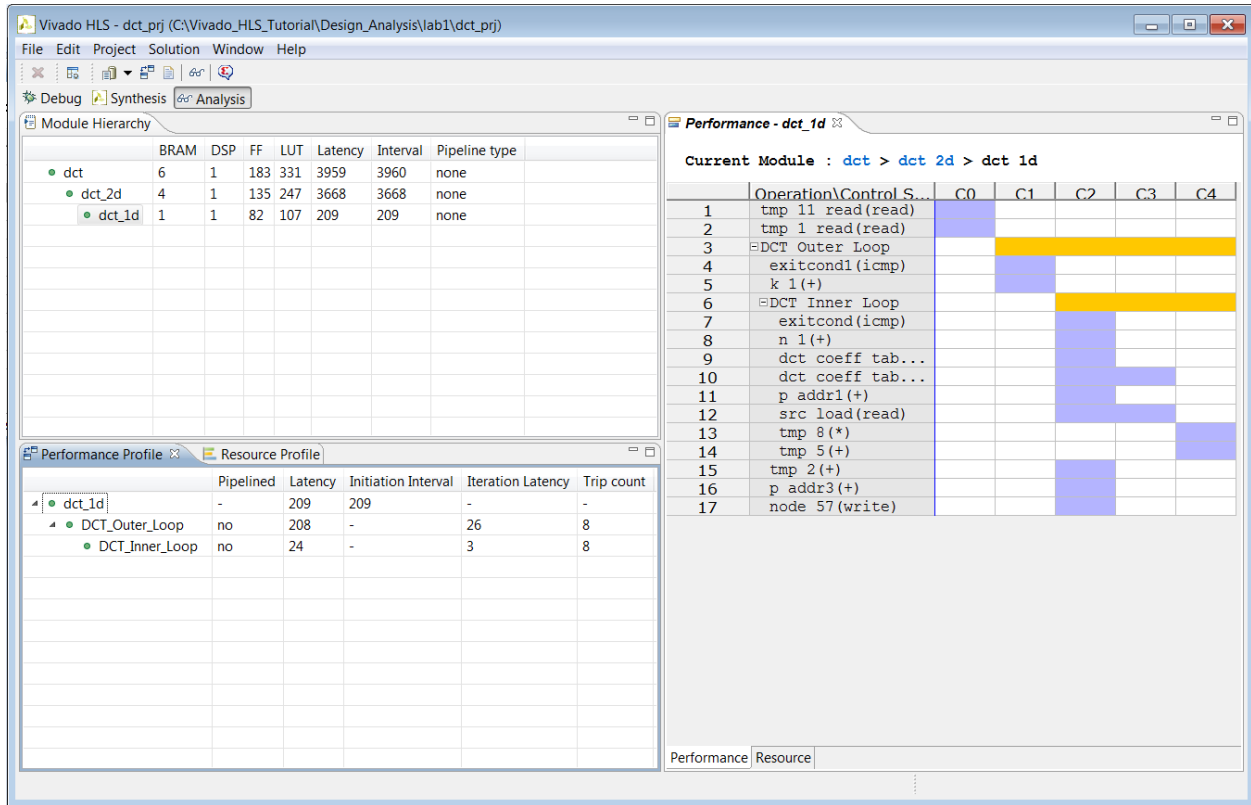 Vivado HLS - dct_prj (C:\Vivado_HLS_Tutorial\Design_Analysis\lab1\dct_prj)
File Edit Project Solution Window Help
Debug Synthesis Analysis
Module Hierarchy
BRAM DSP FF LUT Latency Interval Pipeline type
dct 6 1 183 331 3959 3960 none
dct_2d 4 1 135 247 3668 3668 none
dct_1d 1 1 82 107 209 209 none
Performance Profile Resource Profile
Pipelined Latency Initiation Interval Iteration Latency Trip count
dct_1d - 209 209 - -
DCT_Outer_Loop no 208 - 26 8
DCT_Inner_Loop no 24 - 3 8
Performance - dct_1d
Current Module : dct > dct 2d > dct 1d
Operation\Control S... C0 C1 C2 C3 C4
1 tmp 11 read(read)
2 tmp 1 read(read)
3 DCT Outer Loop
4 exitcond1(icmp)
5 k 1(+)
6 DCT Inner Loop
7 exitcond(icmp)
8 n 1(+)
9 dct coeff tab...
10 dct coeff tab...
11 p addr1(+)
12 src load(read)
13 tmp 8(*)
14 tmp 5(+)
15 tmp 2(+)
16 p addr3(+)
17 node 57(write)
Performance Resource